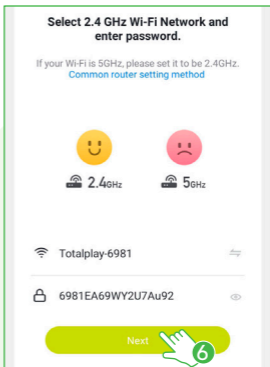 Select 2.4 GHz Wi-Fi Network and
enter password.
If your Wi-Fi is 5GHz, please set it to be 2.4GHz.
Common router setting method
2.4GHz
5GHz
Totalplay-6981
6981EA69WY2U7Au92
Next
6